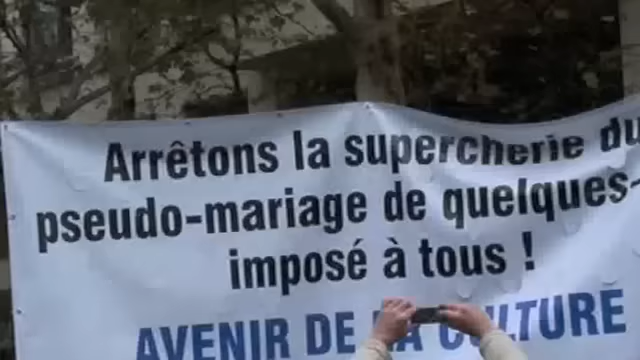 Arrêtons la supercherie du
pseudo-mariage de quelques-
imposé à tous !
AVENIR DE LA CULTURE